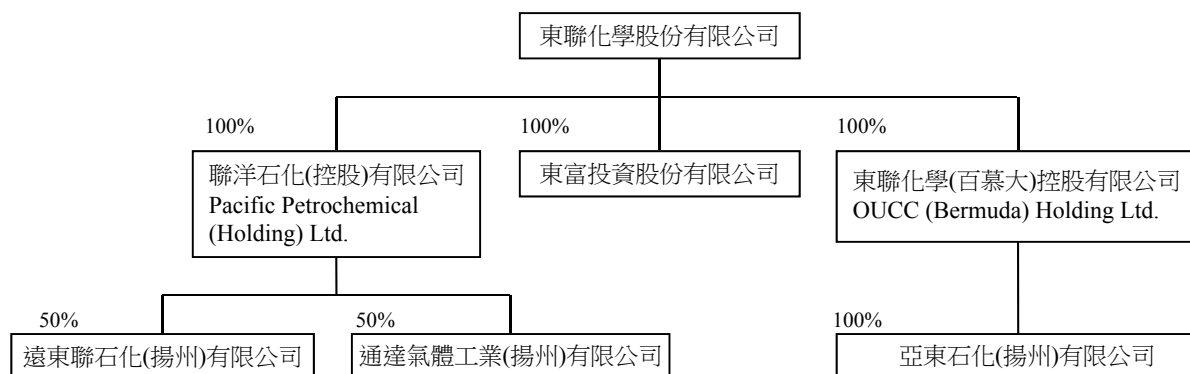 東聯化學股份有限公司
100%
100%
100%
聯洋石化(控股)有限公司
Pacific Petrochemical
(Holding) Ltd.
東富投資股份有限公司
東聯化學(百慕大)控股有限公司
OUCC (Bermuda) Holding Ltd.
50%
50%
100%
遠東聯石化(揚州)有限公司
通達氣體工業(揚州)有限公司
亞東石化(揚州)有限公司